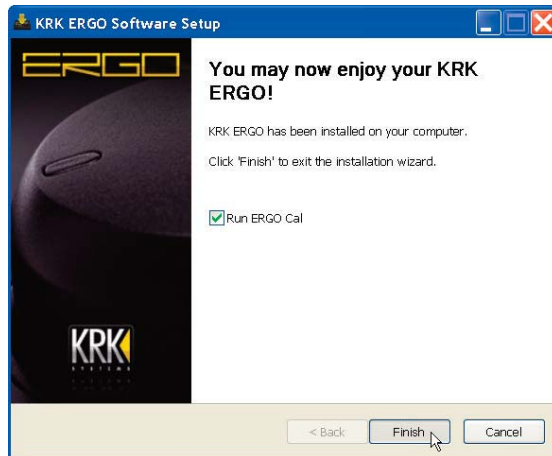 KRK ERGO Software Setup
ERGO
You may now enjoy your KRK
ERGO!
KRK ERGO has been installed on your computer.
Click 'Finish' to exit the installation wizard.
Run ERGO Cal
KRK
SYSTEMS
< Back
Finish
Cancel